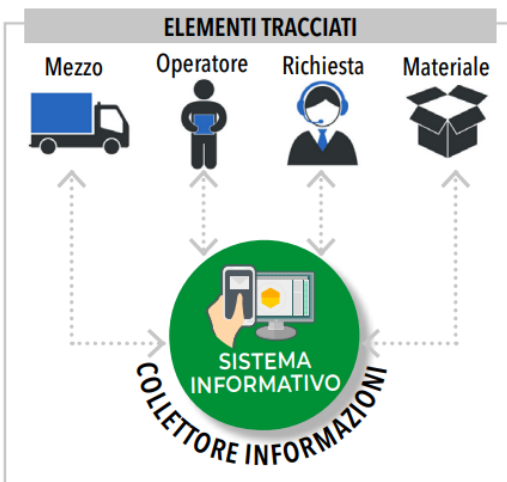 ELEMENTI TRACCIATI
Mezzo Operatore Richiesta Materiale
SISTEMA
INFORMATIVO
COLLETTORE INFORMAZIONI